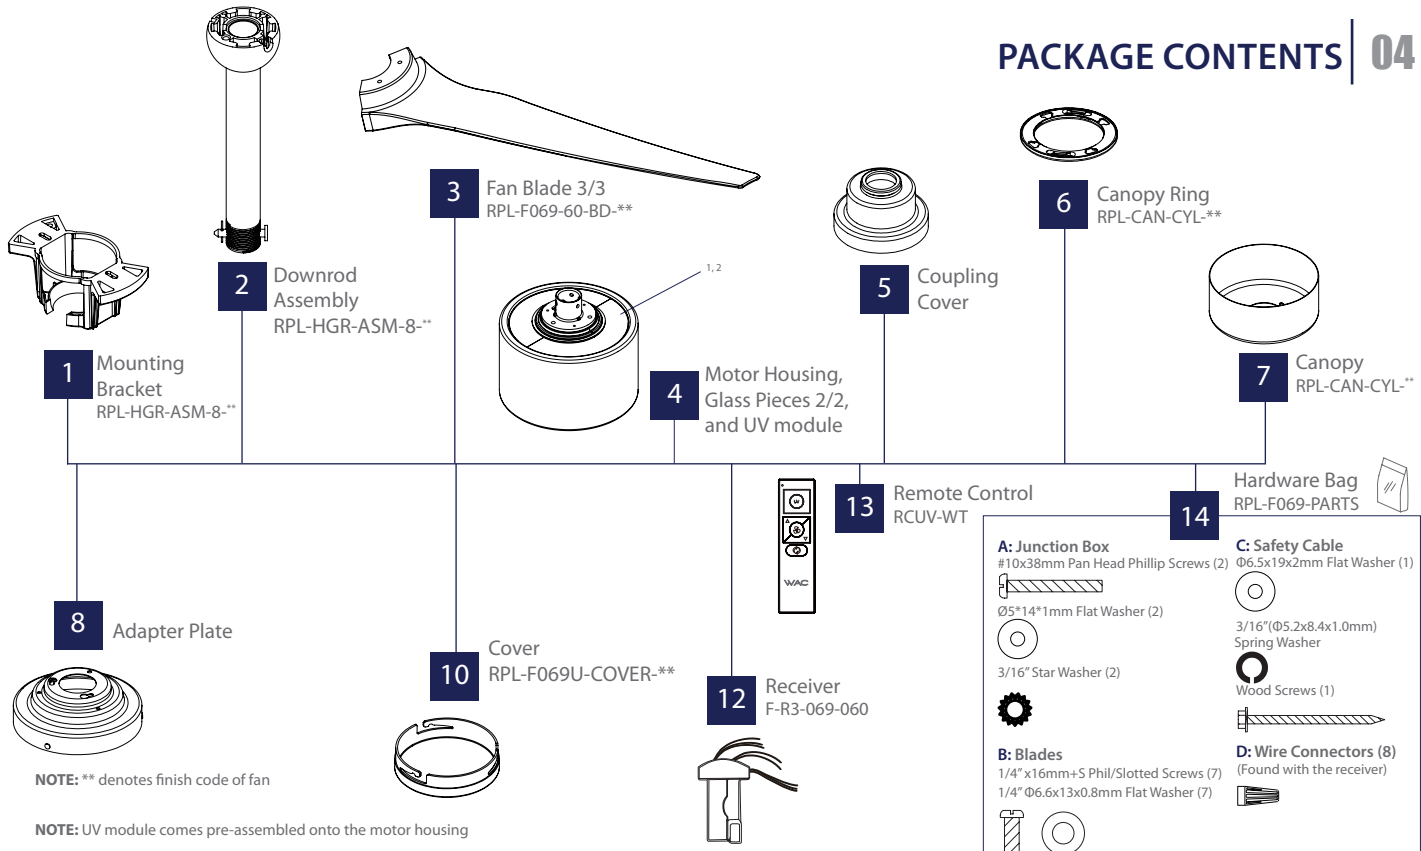 PACKAGE CONTENTS 04
1 Mounting
Bracket
RPL-HGR-ASM-8-**
2 Downrod
Assembly
RPL-HGR-ASM-8-**
3 Fan Blade 3/3
RPL-F069-60-BD-**
1, 2
4 Motor Housing,
Glass Pieces 2/2,
and UV module
5 Coupling
Cover
6 Canopy Ring
RPL-CAN-CYL-**
7 Canopy
RPL-CAN-CYL-**
8 Adapter Plate
10 Cover
RPL-F069U-COVER-**
12 Receiver
F-R3-069-060
13 Remote Control
RCUV-WT
UV
WAC
14 Hardware Bag
RPL-F069-PARTS
A: Junction Box
#10x38mm Pan Head Phillip Screws (2)
Ø5*14*1mm Flat Washer (2)
3/16" Star Washer (2)
B: Blades
1/4" x16mm+S Phil/Slotted Screws (7)
1/4" Φ6.6x13x0.8mm Flat Washer (7)
C: Safety Cable
Φ6.5x19x2mm Flat Washer (1)
3/16"(Φ5.2x8.4x1.0mm)
Spring Washer
Wood Screws (1)
D: Wire Connectors (8)
(Found with the receiver)
NOTE: ** denotes finish code of fan
NOTE: UV module comes pre-assembled onto the motor housing